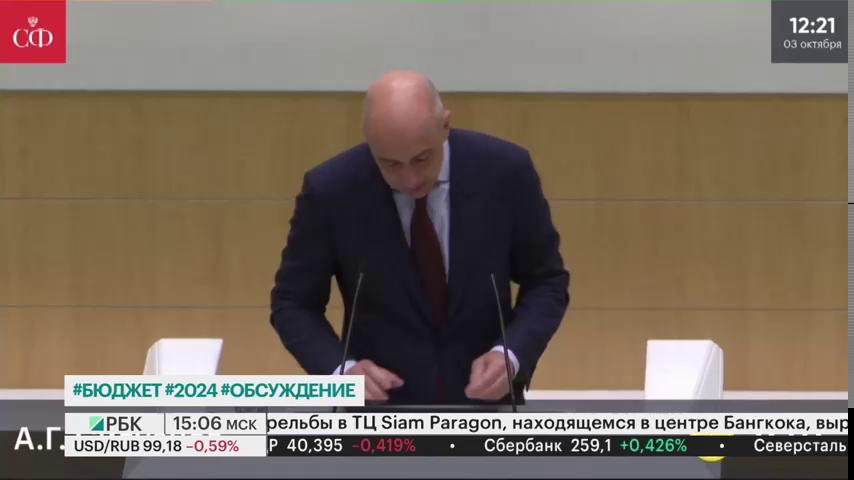 СФ
12:21
03 октября
#БЮДЖЕТ #2024 #ОБСУЖДЕНИЕ
А.Г.
РБК 15:06 МСК рельбы в ТЦ Siam Paragon, находящемся в центре Бангкока, выр
USD/RUB 99,18 -0,59% Р 40,395 -0,419% • Сбербанк 259,1 +0,426% • Северсталь